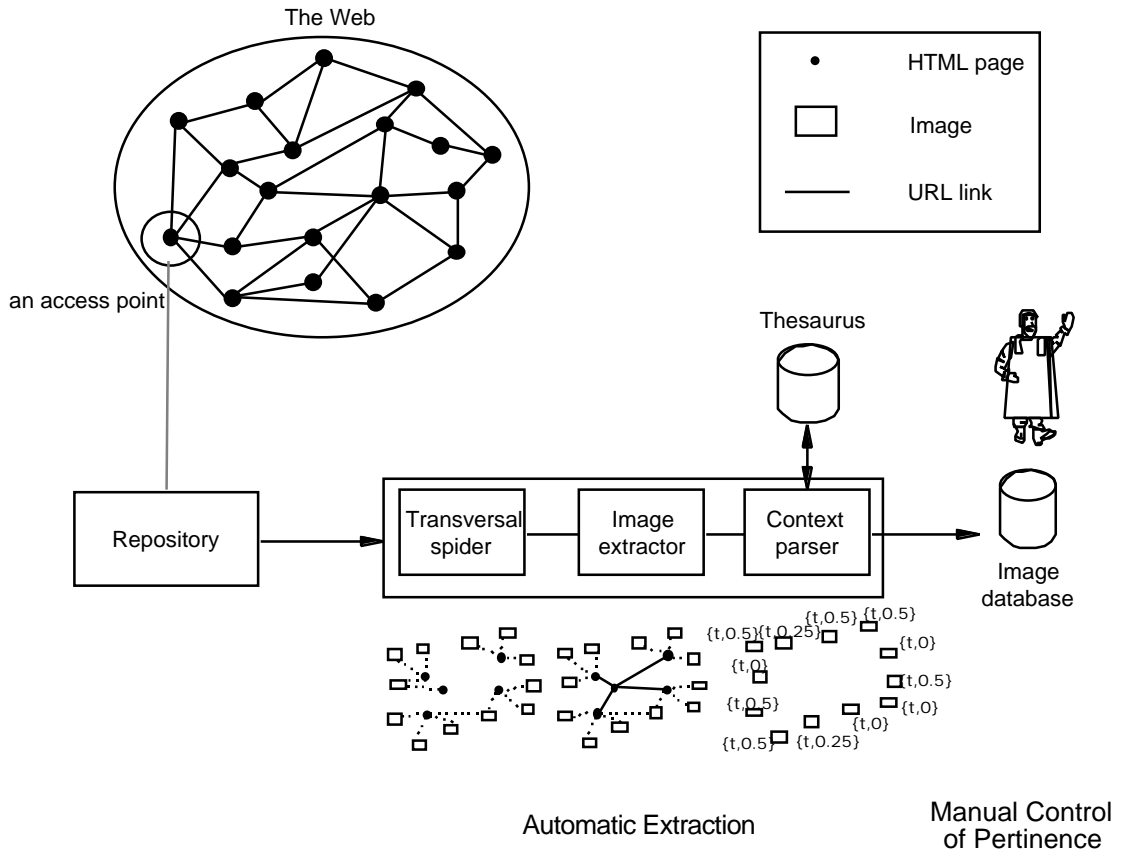 The Web
HTML page
Image
URL link
an access point
Thesaurus
Repository
Transversal
spider
Image
extractor
Context
parser
Image
database
{t,0.5}
{t,0.25}
{t,0.5}
{t,0.5}
{t,0}
{t,0}
{t,0.5}
{t,0.5}
{t,0}
{t,0}
{t,0.5}
{t,0.25}
Automatic Extraction
Manual Control
of Pertinence